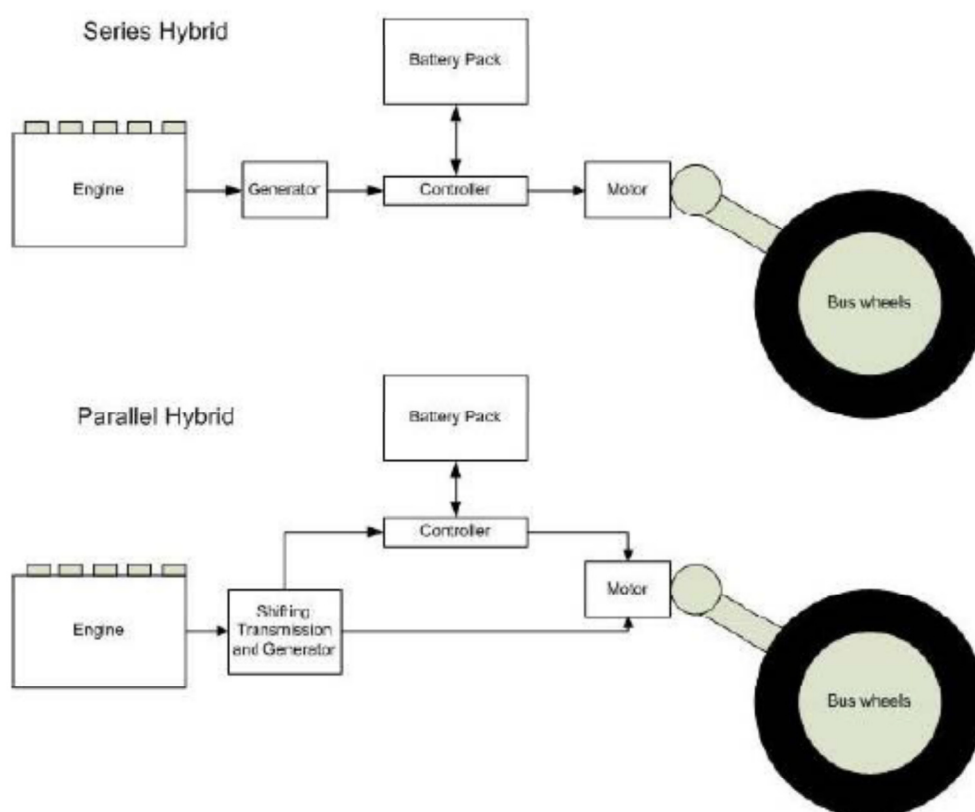 Series Hybrid
Battery Pack
Engine
Generator
Controller
Motor
Bus wheels
Parallel Hybrid
Battery Pack
Controller
Engine
Shifting
Transmission
and Generator
Motor
Bus wheels